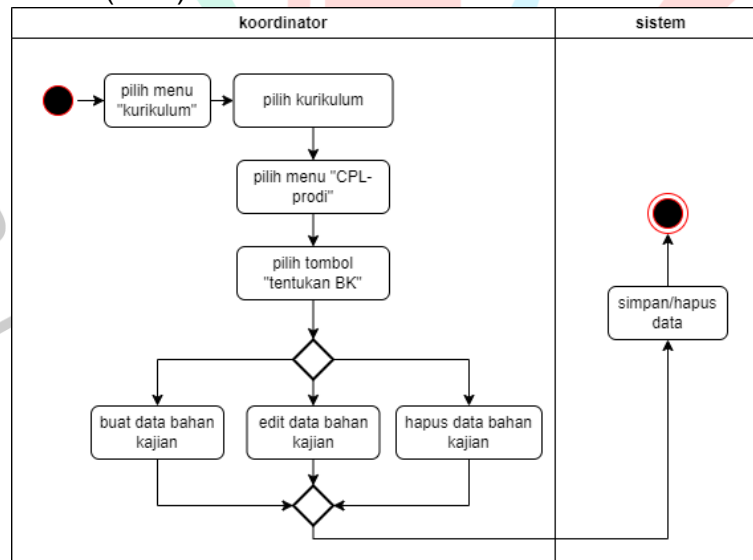 koordinator
sistem
pilih menu
"kurikulum"
pilih kurikulum
pilih menu "CPL-
prodi"
pilih tombol
"tentukan BK"
buat data bahan
kajian
edit data bahan
kajian
hapus data bahan
kajian
simpan/hapus
data